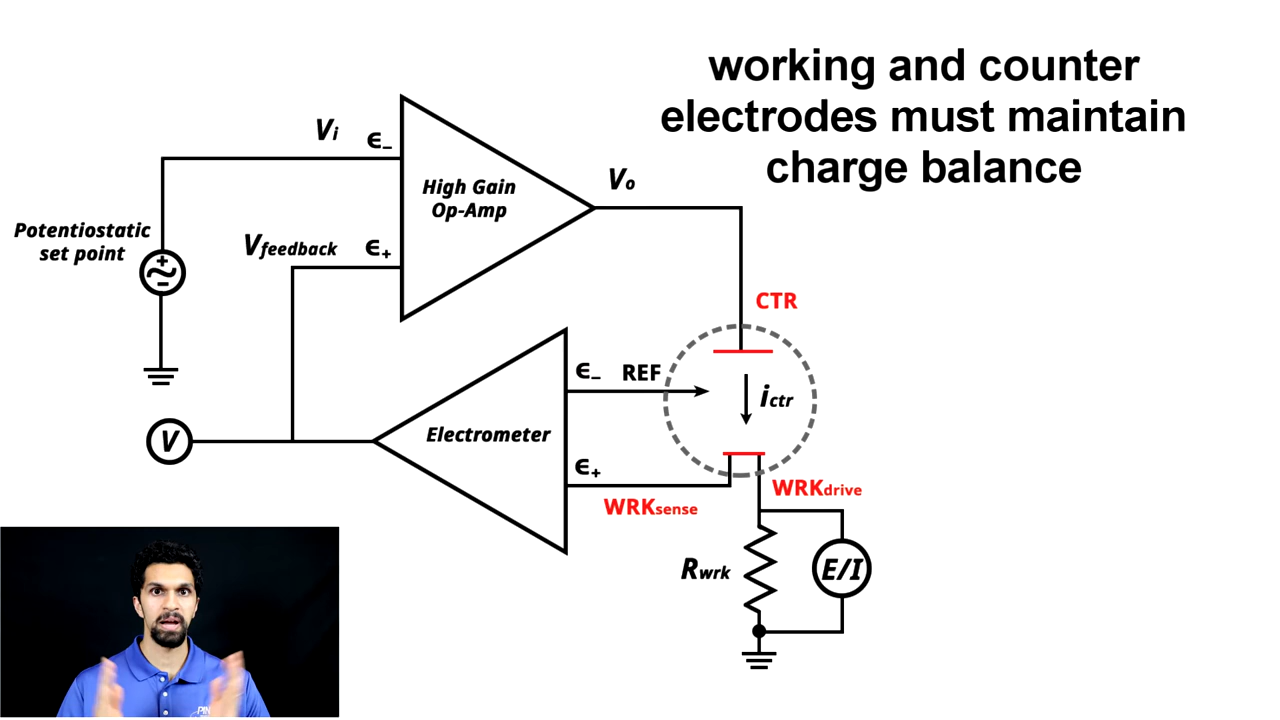 working and counter
electrodes must maintain
charge balance
Vi
ϵ−
High Gain
Op-Amp
Vo
Potentiostatic
set point
+
~
−
Vfeedback
ϵ+
CTR
ϵ−
REF
ictr
V
Electrometer
ϵ+
WRKsense
WRKdrive
Rwrk
E/I